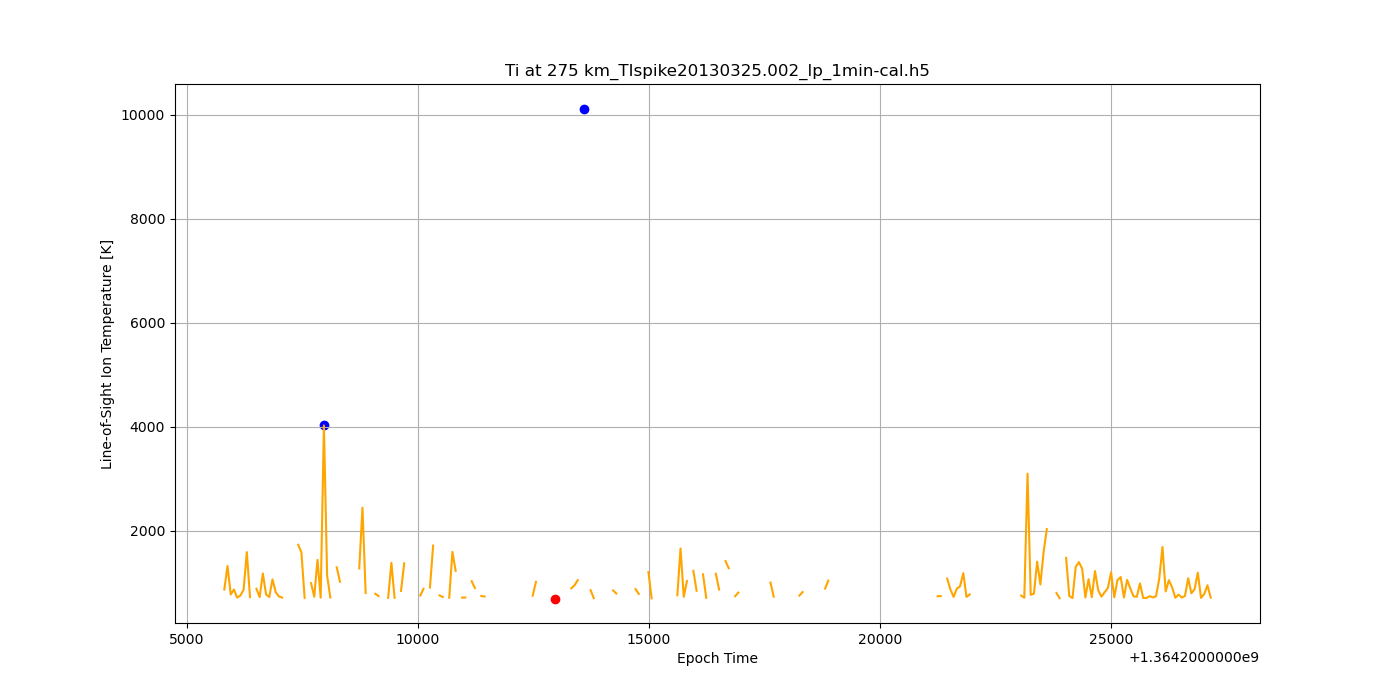 Ti at 275 km_TIspike20130325.002_lp_1min-cal.h5
10000
8000
6000
4000
2000
Line-of-Sight Ion Temperature [K]
5000 10000 15000 20000 25000
Epoch Time
+1.3642000000e9